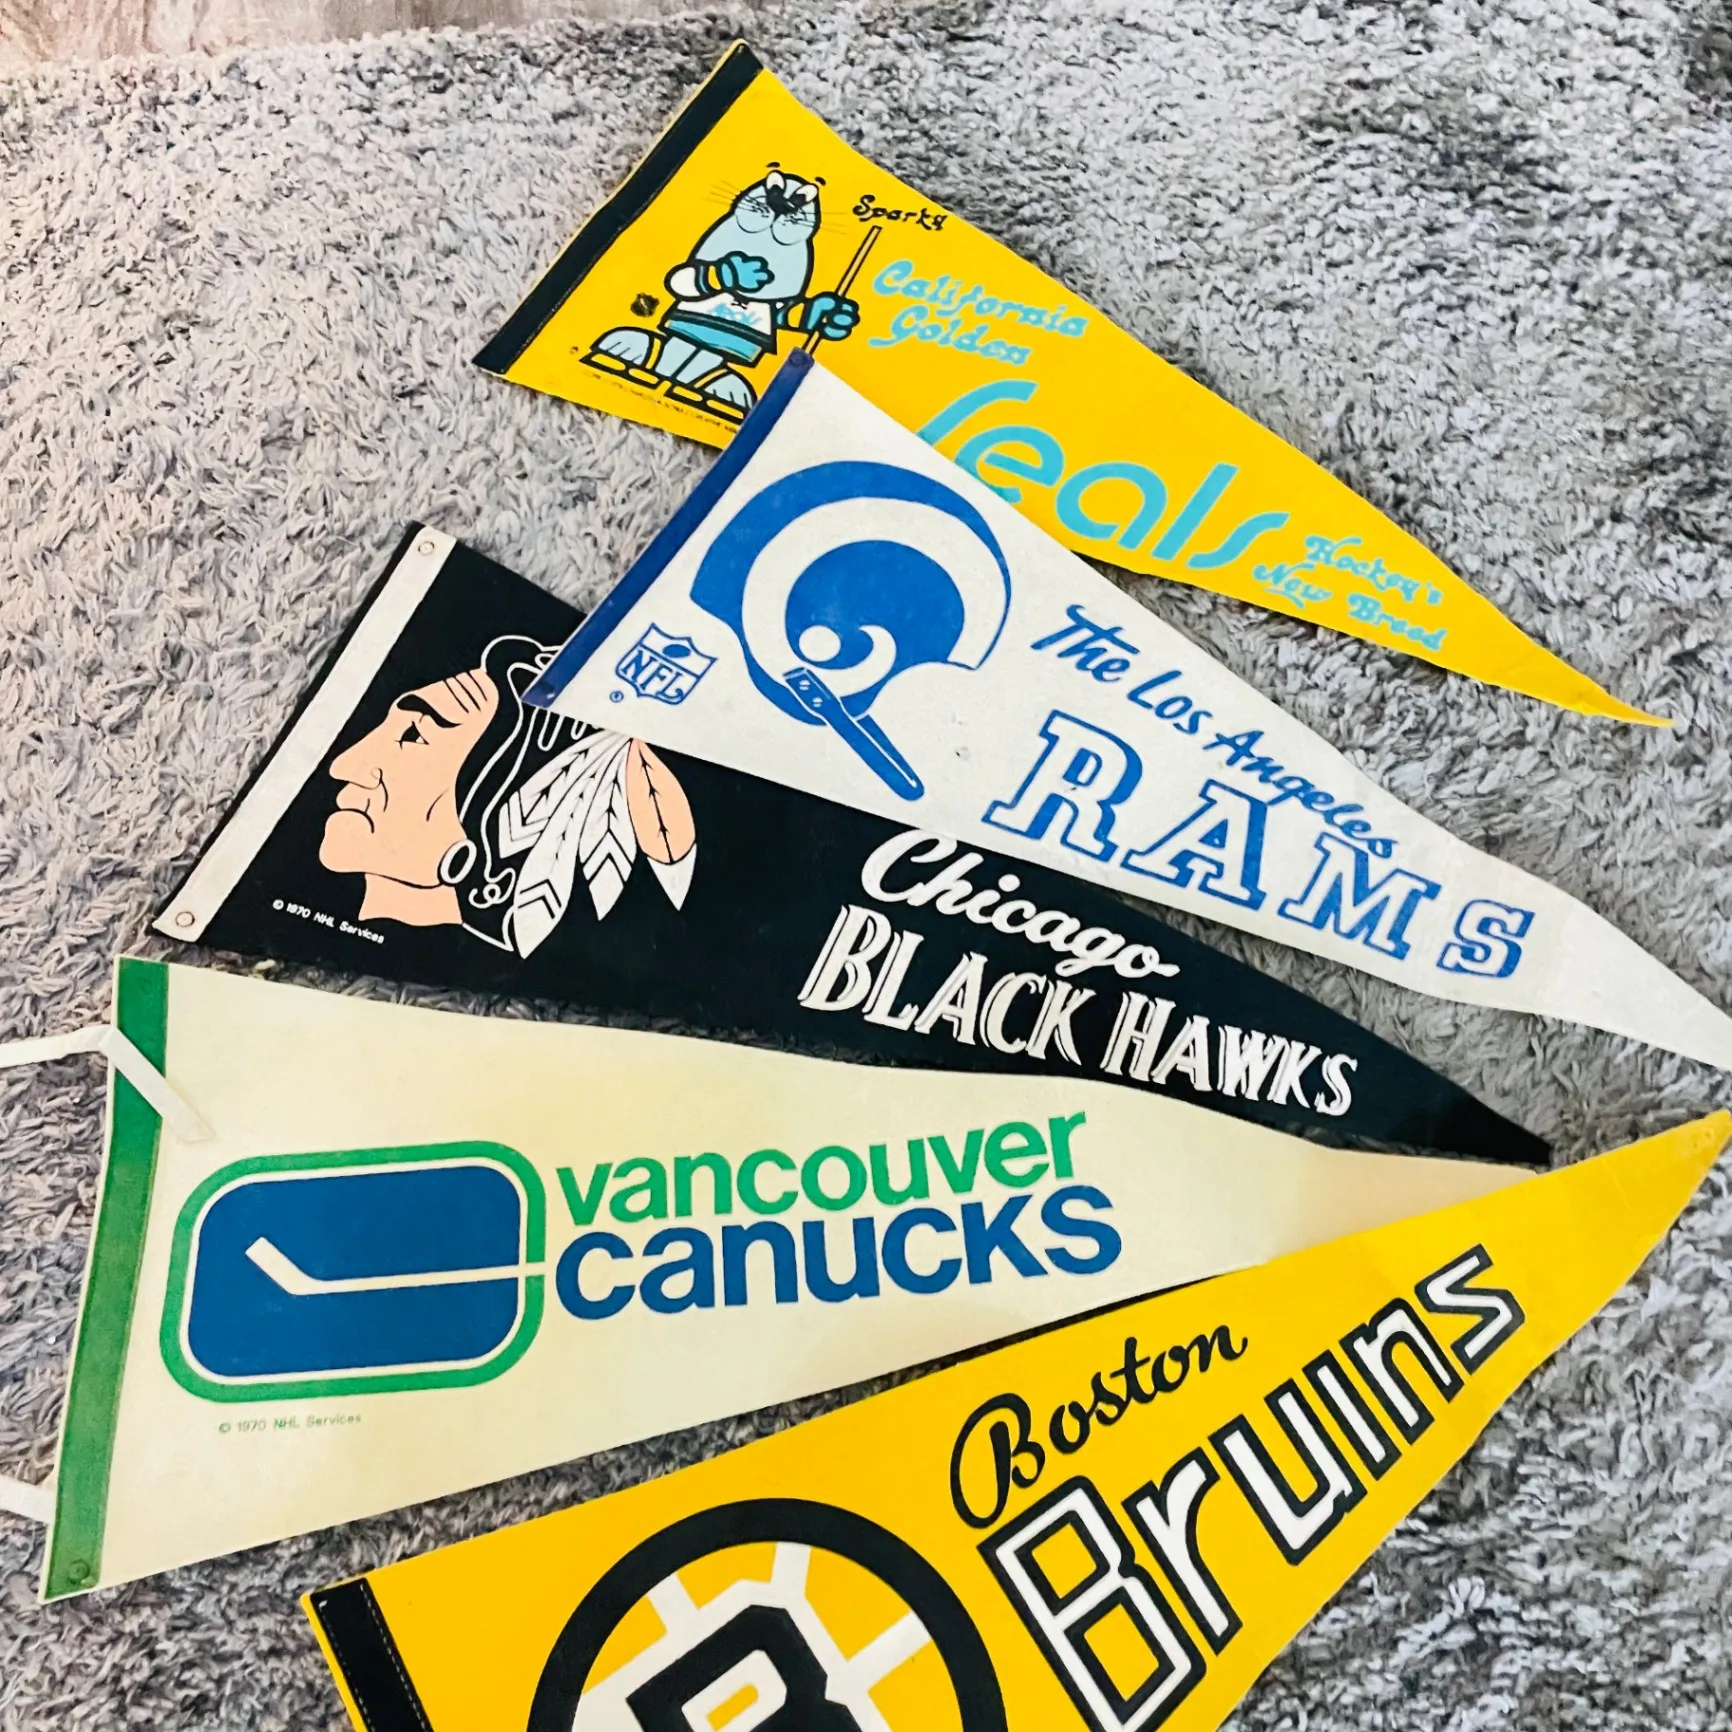 Sparky
California
Golden
Seals
Hockey's
New Breed
NFL
®
The Los Angeles
RAMS
© 1970 NHL Services
Chicago
BLACK HAWKS
vancouver
canucks
© 1970 NHL Services
Boston
Bruins
B